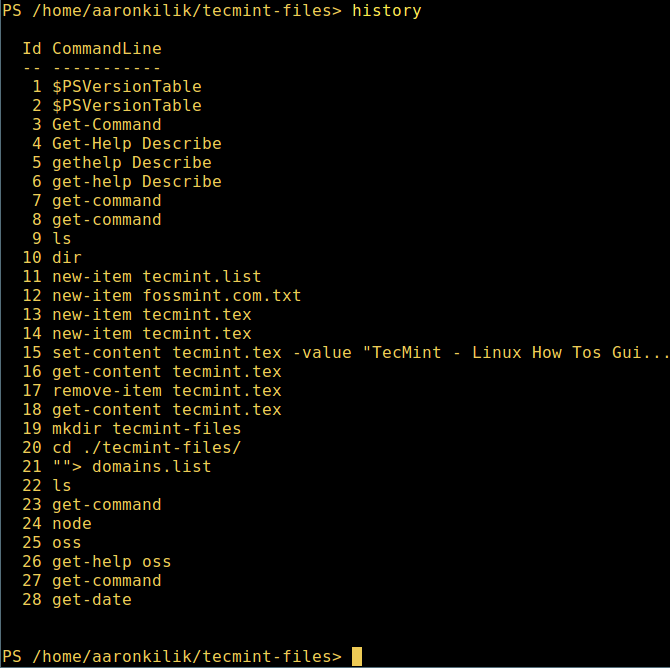 PS /home/aaronkilik/tecmint-files> history
Id CommandLine
-- -----------
1 $PSVersionTable
2 $PSVersionTable
3 Get-Command
4 Get-Help Describe
5 gethelp Describe
6 get-help Describe
7 get-command
8 get-command
9 ls
10 dir
11 new-item tecmint.list
12 new-item fossmint.com.txt
13 new-item tecmint.tex
14 new-item tecmint.tex
15 set-content tecmint.tex -value "TecMint - Linux How Tos Gui...
16 get-content tecmint.tex
17 remove-item tecmint.tex
18 get-content tecmint.tex
19 mkdir tecmint-files
20 cd ./tecmint-files/
21 ""> domains.list
22 ls
23 get-command
24 node
25 oss
26 get-help oss
27 get-command
28 get-date
PS /home/aaronkilik/tecmint-files>